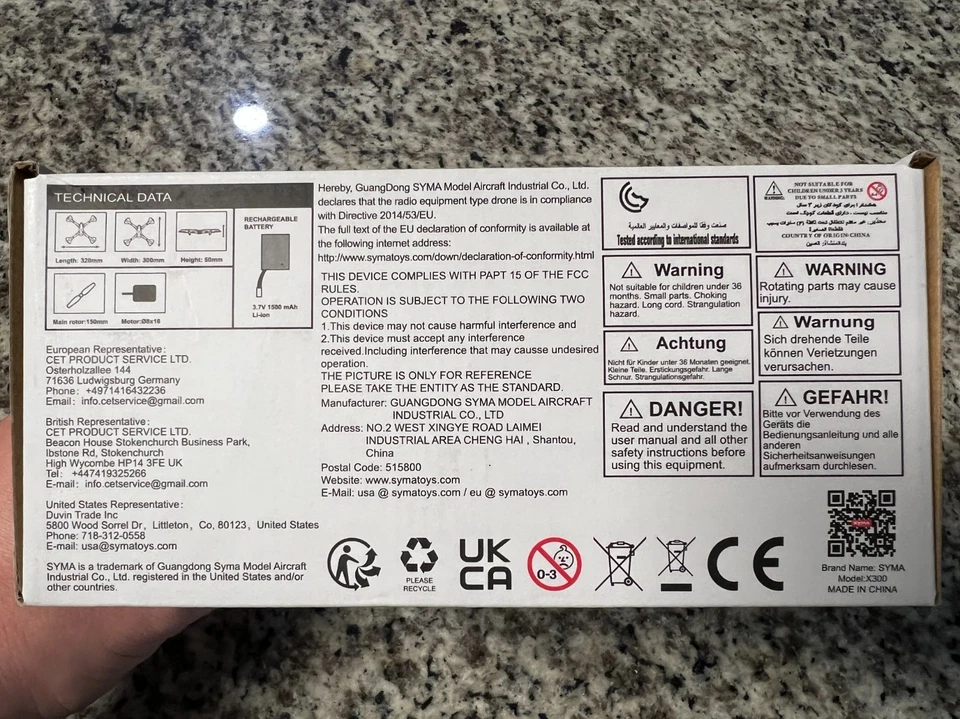 TECHNICAL DATA
Length: 320mm
Width: 300mm
Height: 50mm
Main rotor:150mm
Motor:Ø8x16
RECHARGEABLE
BATTERY
3.7V 1500 mAh
Li-ion
European Representative:
CET PRODUCT SERVICE LTD.
Osterholzallee 144
71636 Ludwigsburg Germany
Phone: +4971416432236
Email: info.cetservice@gmail.com
British Representative:
CET PRODUCT SERVICE LTD.
Beacon House Stokenchurch Business Park,
Ibstone Rd, Stokenchurch
High Wycombe HP14 3FE UK
Tel: +447419325266
E-mail: info.cetservice@gmail.com
United States Representative:
Duvin Trade Inc
5800 Wood Sorrel Dr, Littleton, Co, 80123, United States
Phone: 718-312-0558
E-mail: usa@symatoys.com
SYMA is a trademark of Guangdong Syma Model Aircraft
Industrial Co., Ltd. registered in the United States and/or
other countries.
Hereby, GuangDong SYMA Model Aircraft Industrial Co., Ltd.
declares that the radio equipment type drone is in compliance
with Directive 2014/53/EU.
The full text of the EU declaration of conformity is available at
the following internet address:
http://www.symatoys.com/down/declaration-of-conformity.html
THIS DEVICE COMPLIES WITH PAPT 15 OF THE FCC
RULES.
OPERATION IS SUBJECT TO THE FOLLOWING TWO
CONDITIONS
1.This device may not cause harmful interference and
2.This device must accept any interference
received.Including interference that may causse undesired
operation.
THE PICTURE IS ONLY FOR REFERENCE
PLEASE TAKE THE ENTITY AS THE STANDARD.
Manufacturer: GUANGDONG SYMA MODEL AIRCRAFT
INDUSTRIAL CO., LTD
Address: NO.2 WEST XINGYE ROAD LAIMEI
INDUSTRIAL AREA CHENG HAI , Shantou,
China
Postal Code: 515800
Website: www.symatoys.com
E-Mail: usa @ symatoys.com / eu @ symatoys.com
PLEASE
RECYCLE
UK
CA
0-3
CE
صنعت وفقا للمواصفات والمعايير العالمية
Tested according to international standards
Warning
Not suitable for children under 36
months. Small parts. Choking
hazard. Long cord. Strangulation
hazard.
Achtung
Nicht für Kinder unter 36 Monaten geeignet.
Kleine Teile. Erstickungsgefahr. Lange
Schnur. Strangulationsgefahr.
DANGER!
Read and understand the
user manual and all other
safety instructions before
using this equipment.
WARNING:
NOT SUITABLE FOR
CHILDREN UNDER 3 YEARS
DUE TO SMALL PARTS
COUNTRY OF ORIGIN:CHINA
WARNING
Rotating parts may cause
injury.
Warnung
Sich drehende Teile
können Verietzungen
verursachen.
GEFAHR!
Bitte vor Verwendung des
Geräts die
Bedienungsanleitung und alle
anderen
Sicherheitsanweisungen
aufmerksam durchlesen.
syma
Brand Name: SYMA
Model:X300
MADE IN CHINA